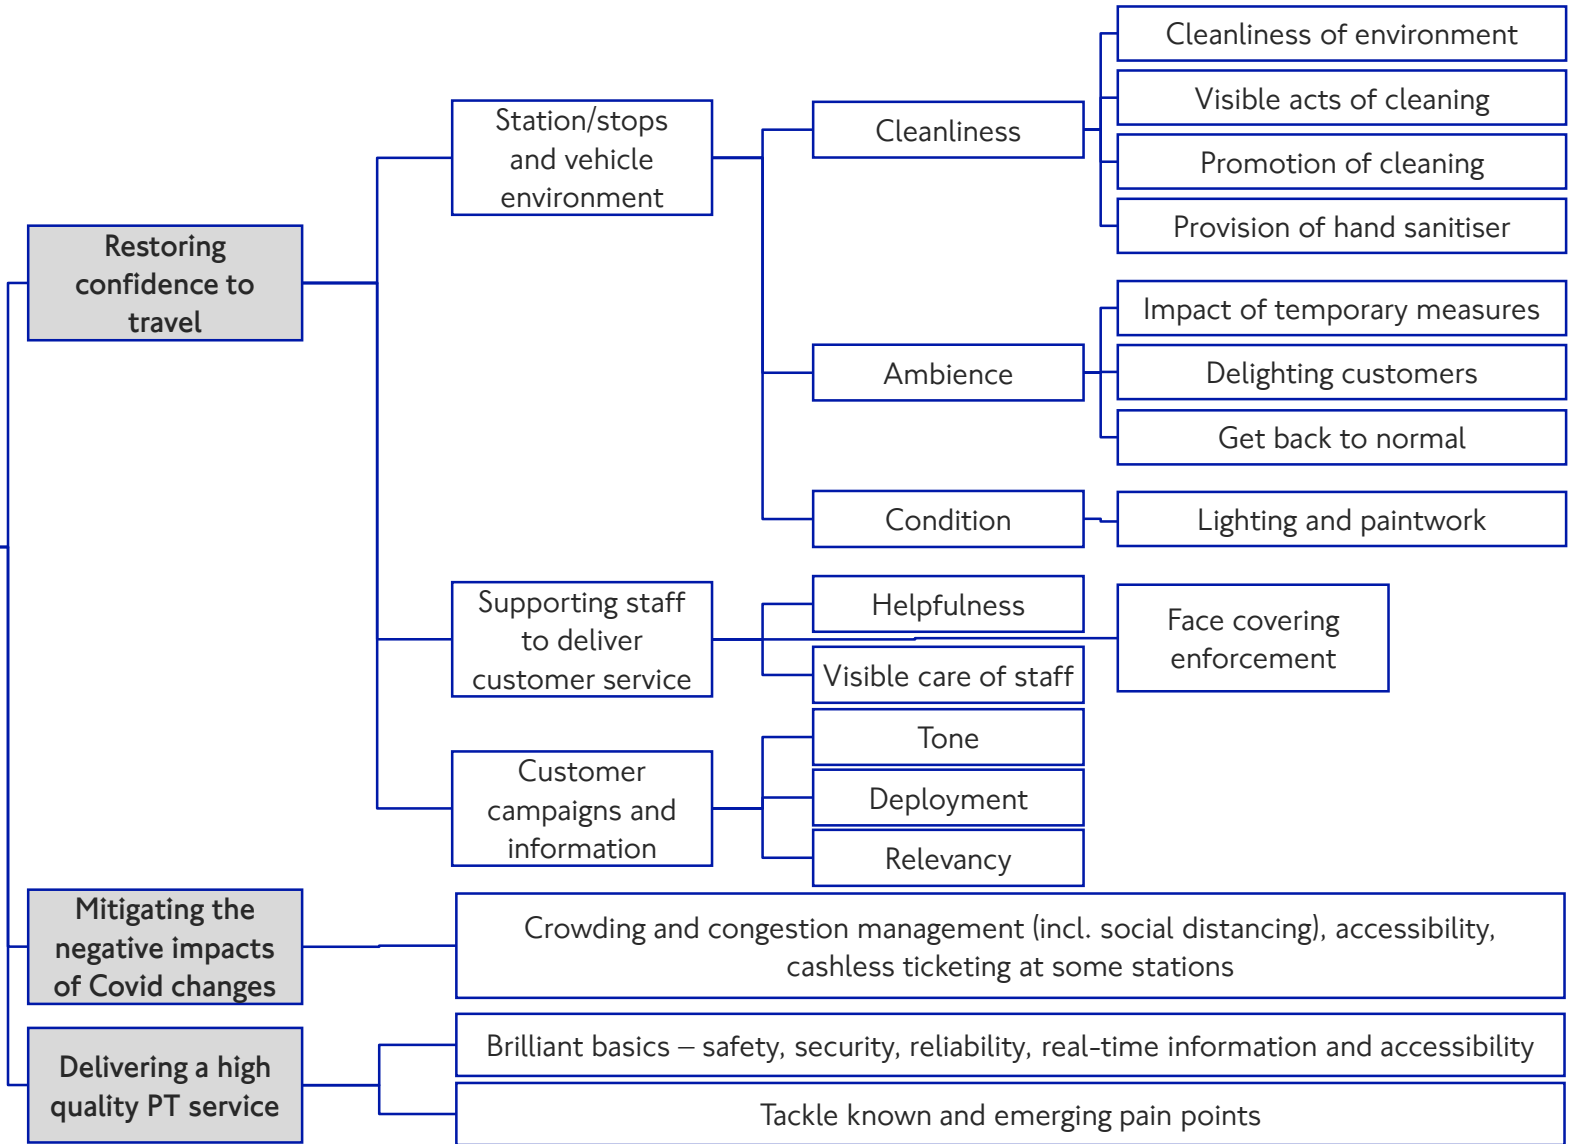 Restoring
confidence to
travel
Station/stops
and vehicle
environment
Cleanliness
Cleanliness of environment
Visible acts of cleaning
Promotion of cleaning
Provision of hand sanitiser
Ambience
Impact of temporary measures
Delighting customers
Get back to normal
Condition
Lighting and paintwork
Supporting staff
to deliver
customer service
Helpfulness
Visible care of staff
Face covering
enforcement
Customer
campaigns and
information
Tone
Deployment
Relevancy
Mitigating the
negative impacts
of Covid changes
Crowding and congestion management (incl. social distancing), accessibility,
cashless ticketing at some stations
Delivering a high
quality PT service
Brilliant basics – safety, security, reliability, real-time information and accessibility
Tackle known and emerging pain points